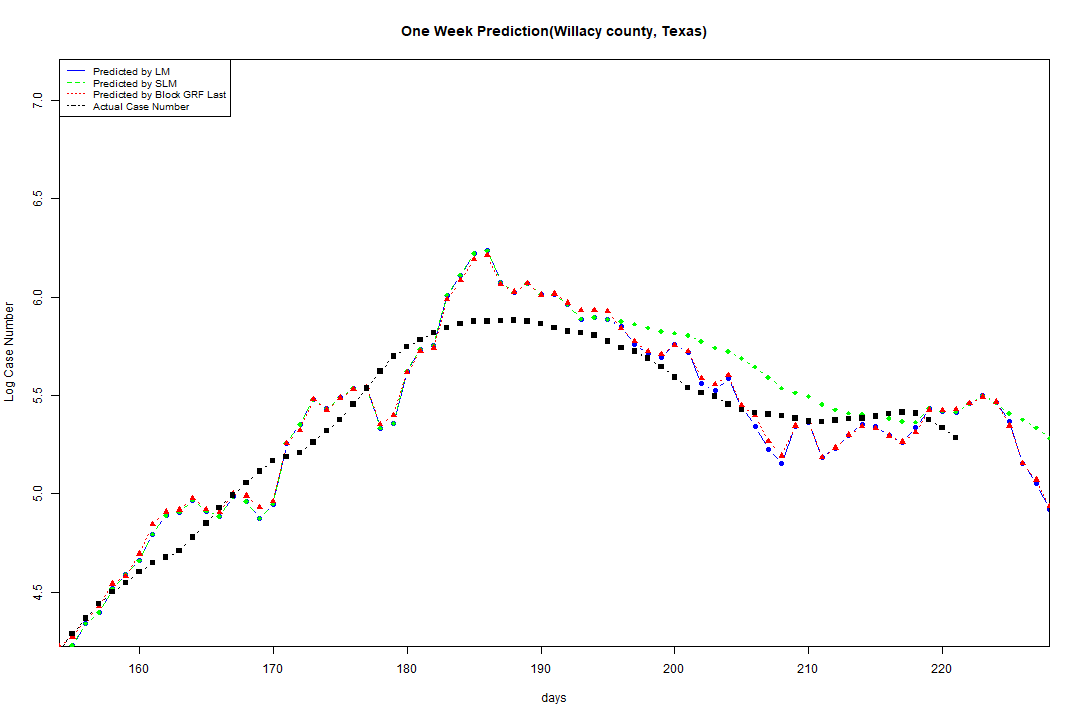 One Week Prediction(Willacy county, Texas)
Predicted by LM
Predicted by SLM
Predicted by Block GRF Last
Actual Case Number
7.0
6.5
6.0
5.5
5.0
4.5
Log Case Number
160 170 180 190 200 210 220
days